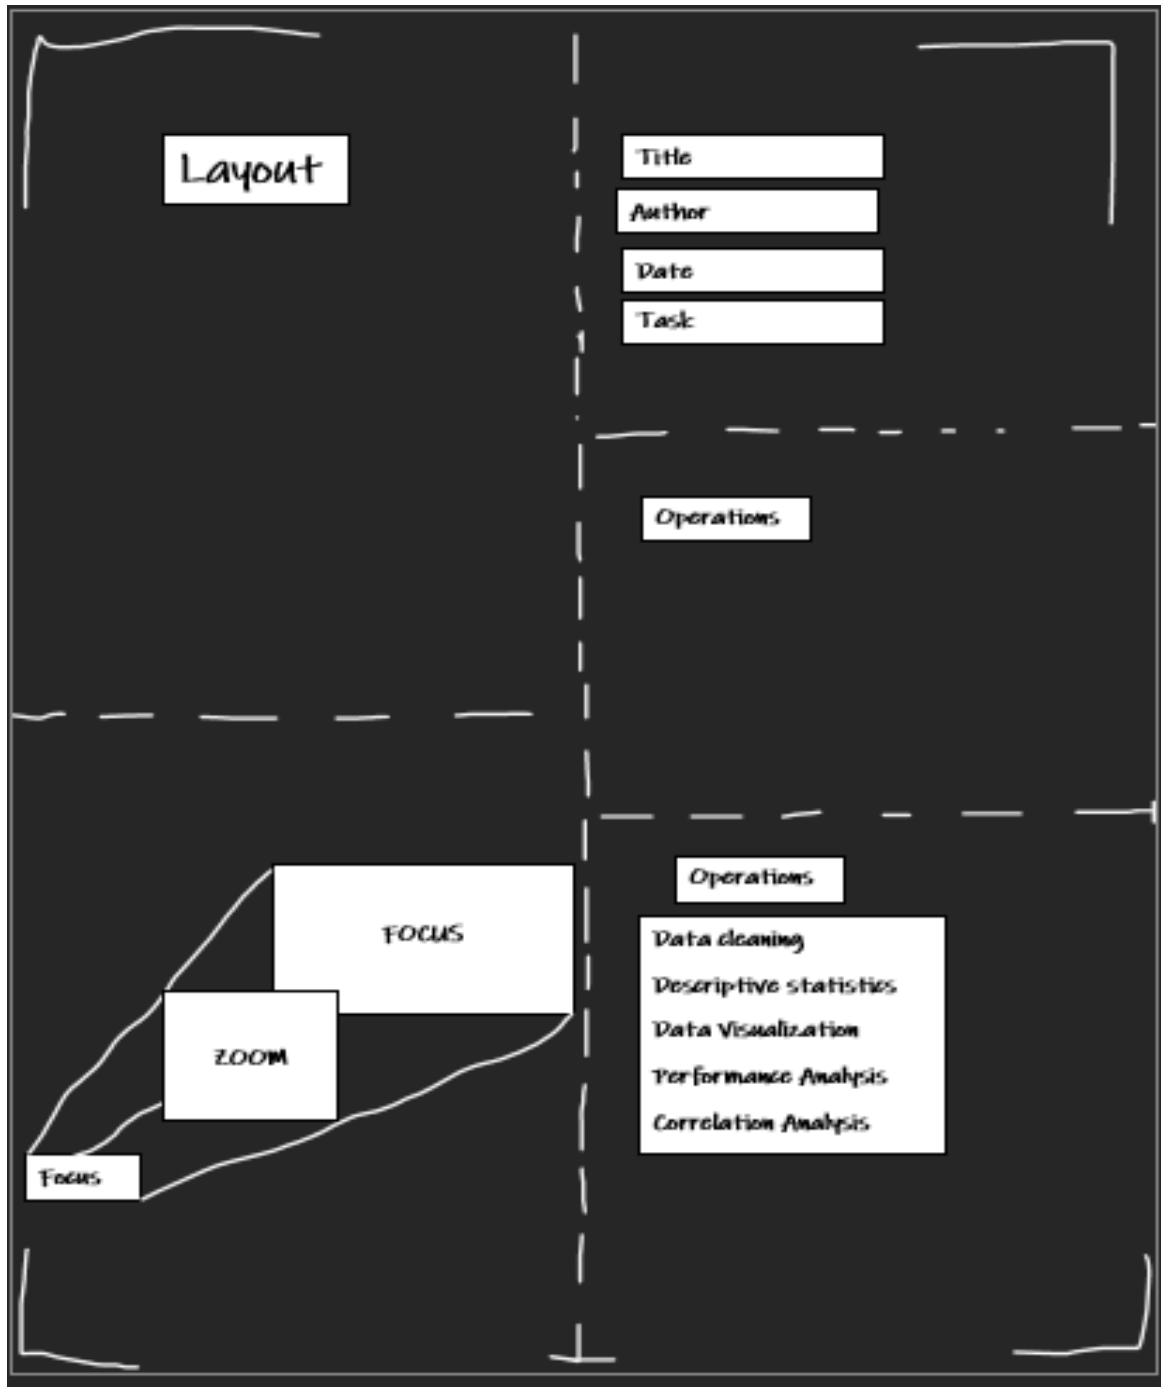 Layout
Title
Author
Date
Task
Operations
FOCUS
ZOOM
Focus
Operations
Data cleaning
Descriptive statistics
Data Visualization
Performance Analysis
Correlation Analysis